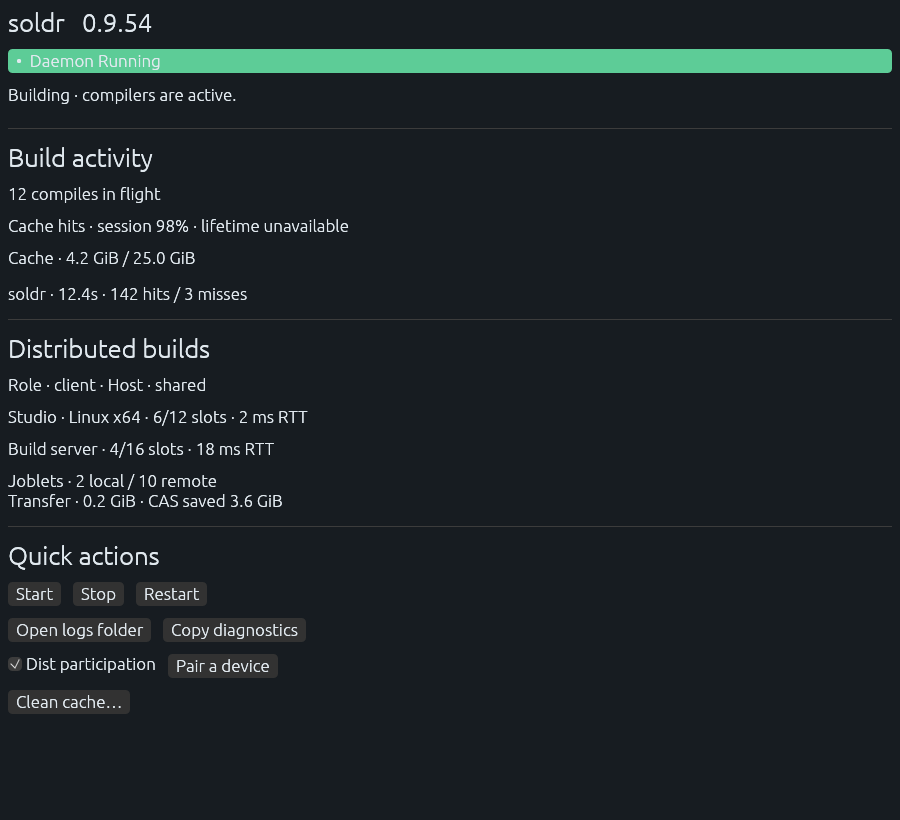 soldr 0.9.54
• Daemon Running
Building · compilers are active.
Build activity
12 compiles in flight
Cache hits · session 98% · lifetime unavailable
Cache · 4.2 GiB / 25.0 GiB
soldr · 12.4s · 142 hits / 3 misses
Distributed builds
Role · client · Host · shared
Studio · Linux x64 · 6/12 slots · 2 ms RTT
Build server · 4/16 slots · 18 ms RTT
Joblets · 2 local / 10 remote
Transfer · 0.2 GiB · CAS saved 3.6 GiB
Quick actions
Start Stop Restart
Open logs folder Copy diagnostics
Dist participation Pair a device
Clean cache…